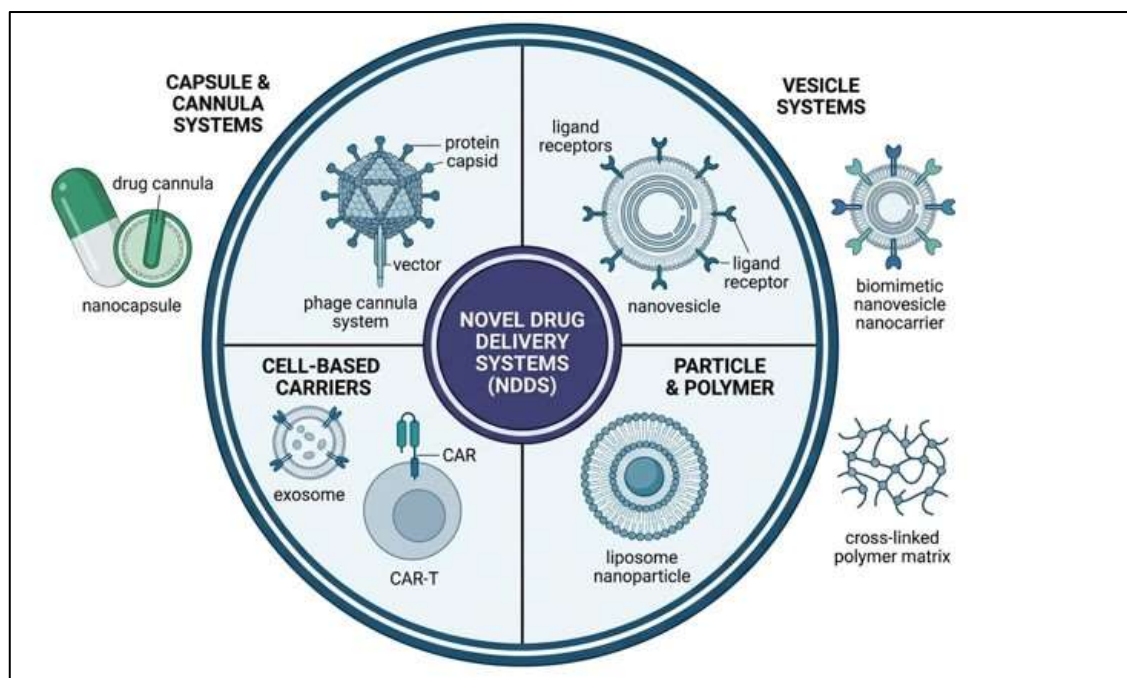 CAPSULE &
CANNULA
SYSTEMS
drug cannula
nanocapsule
protein
capsid
vector
phage cannula
system
VESICLE
SYSTEMS
ligand
receptors
ligand
receptor
nanovesicle
biomimetic
nanovesicle
nanocarrier
NOVEL DRUG
DELIVERY
SYSTEMS
(NDDS)
CELL-BASED
CARRIERS
exosome
CAR
CAR-T
PARTICLE
& POLYMER
liposome
nanoparticle
cross-linked
polymer matrix